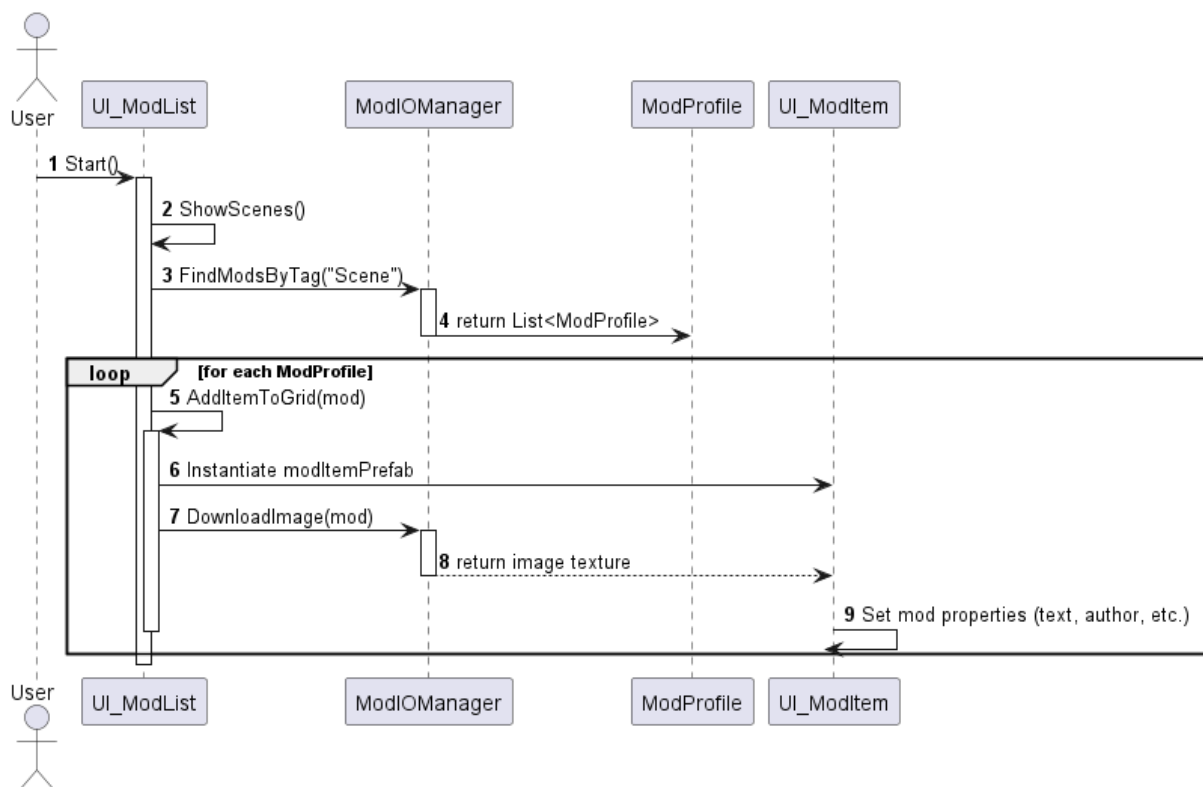 User
UI_ModList
ModIOManager
ModProfile
UI_ModItem
1 Start()
2 ShowScenes()
3 FindModsByTag("Scene")
4 return List<ModProfile>
loop [for each ModProfile]
5 AddItemToGrid(mod)
6 Instantiate modItemPrefab
7 DownloadImage(mod)
8 return image texture
9 Set mod properties (text, author, etc.)
User
UI_ModList
ModIOManager
ModProfile
UI_ModItem